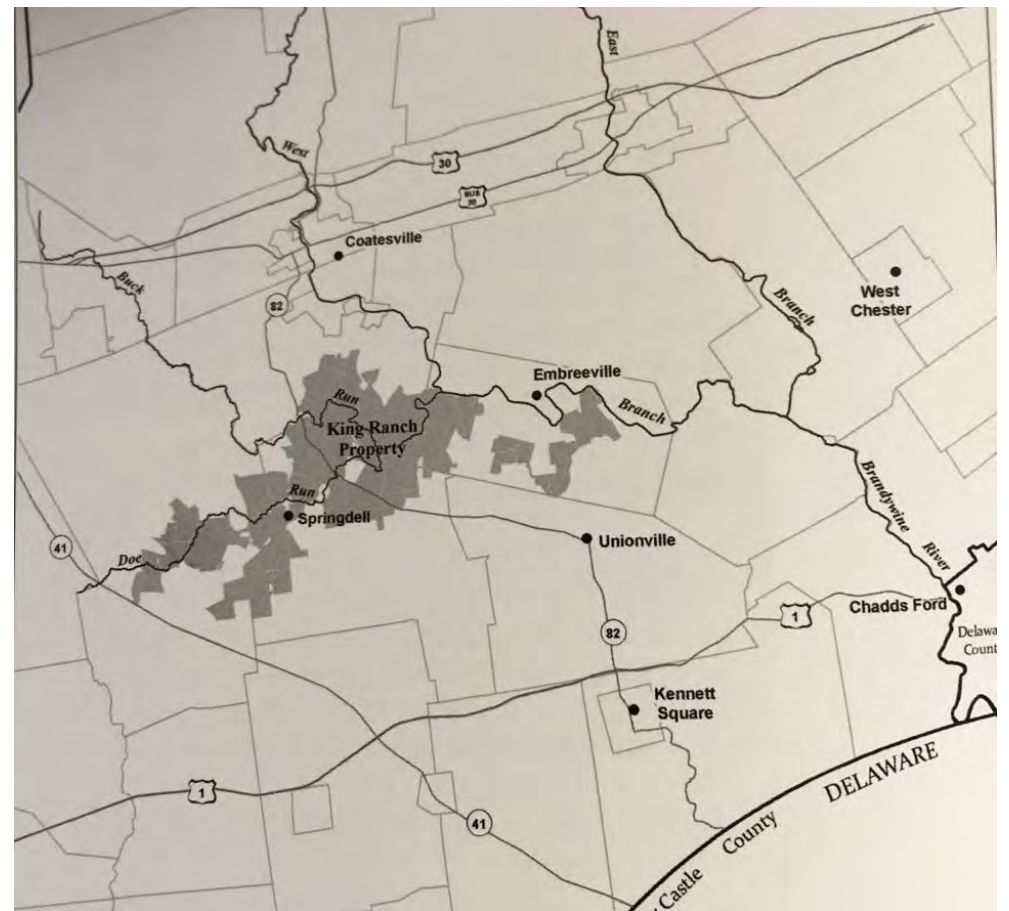 East
West
30
BUS
30
Coatesville
Buck
82
West
Chester
Branch
Embreeville
Run
Branch
King Ranch
Property
Run
Springdell
Brandywine
River
41
Doe
Unionville
Chadds Ford
1
Delawa
Count
82
Kennett
Square
1
41
DELAWARE
County
Castle